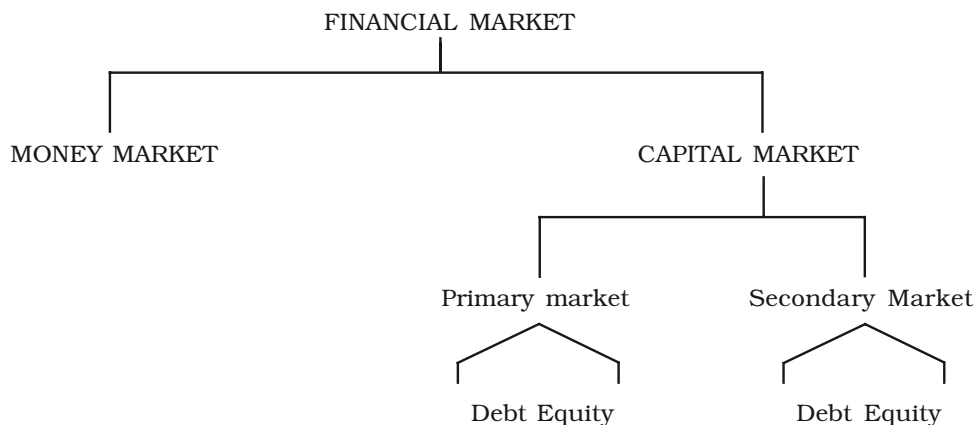 FINANCIAL MARKET
MONEY MARKET CAPITAL MARKET
Primary market Secondary Market
Debt Equity Debt Equity